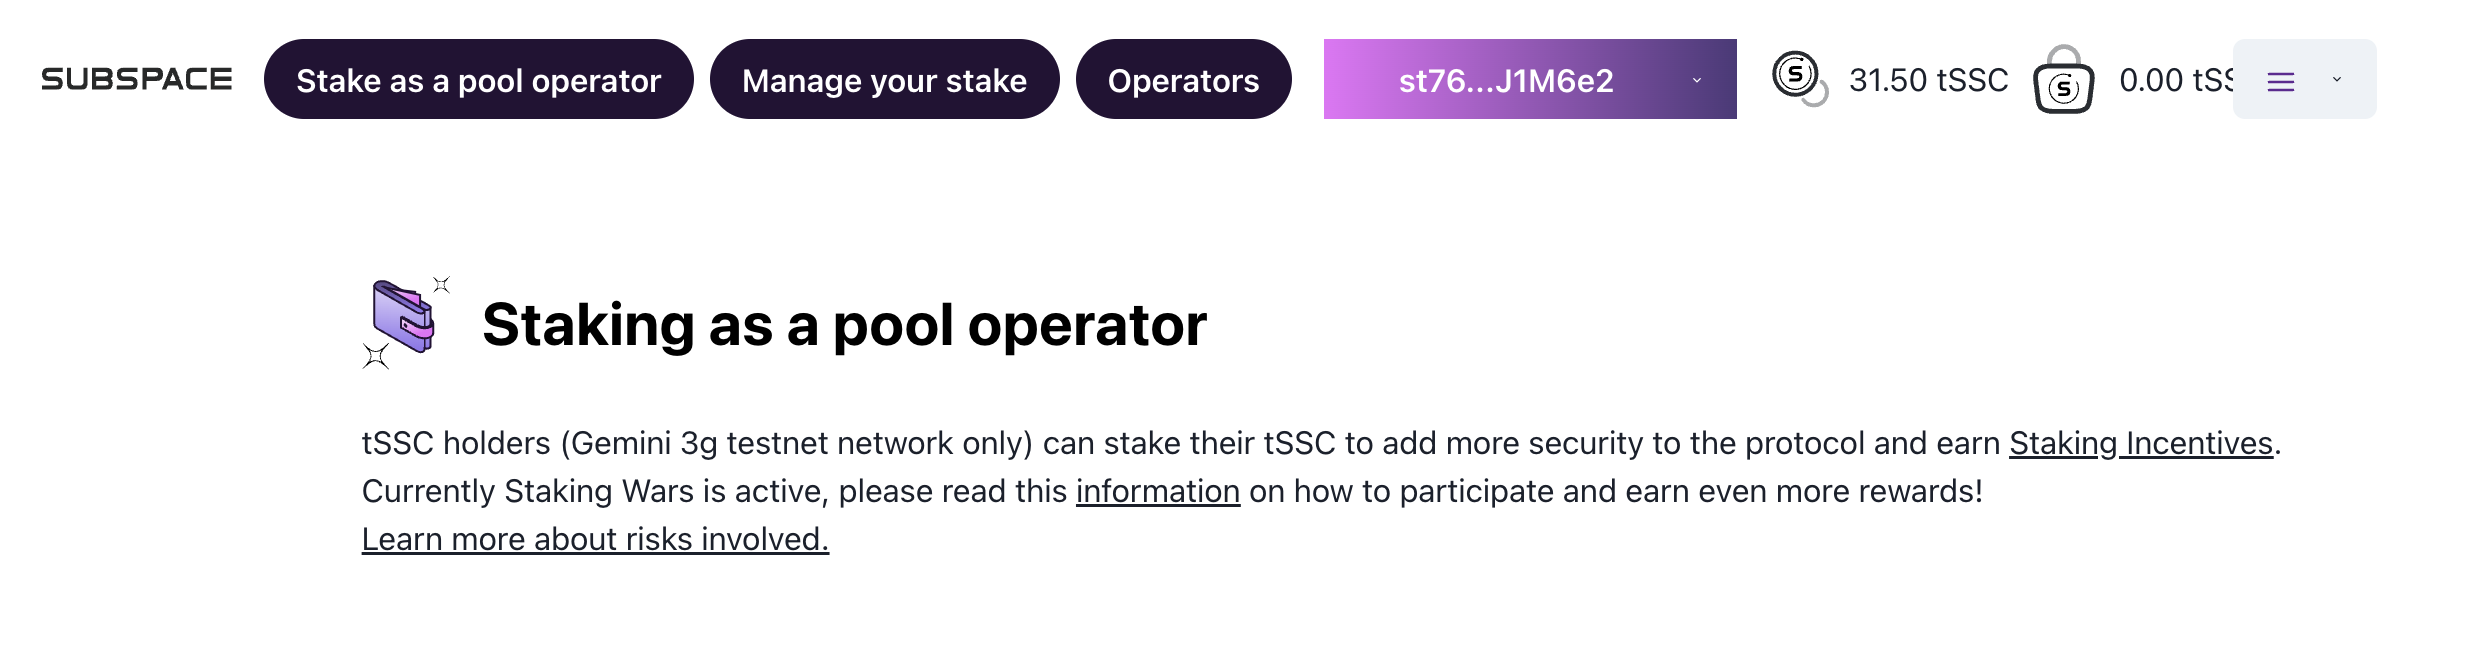 SUBSPACE Stake as a pool operator Manage your stake Operators st76...J1M6e2 31.50 tSSC 0.00 tSS
Staking as a pool operator
tSSC holders (Gemini 3g testnet network only) can stake their tSSC to add more security to the protocol and earn Staking Incentives.
Currently Staking Wars is active, please read this information on how to participate and earn even more rewards!
Learn more about risks involved.